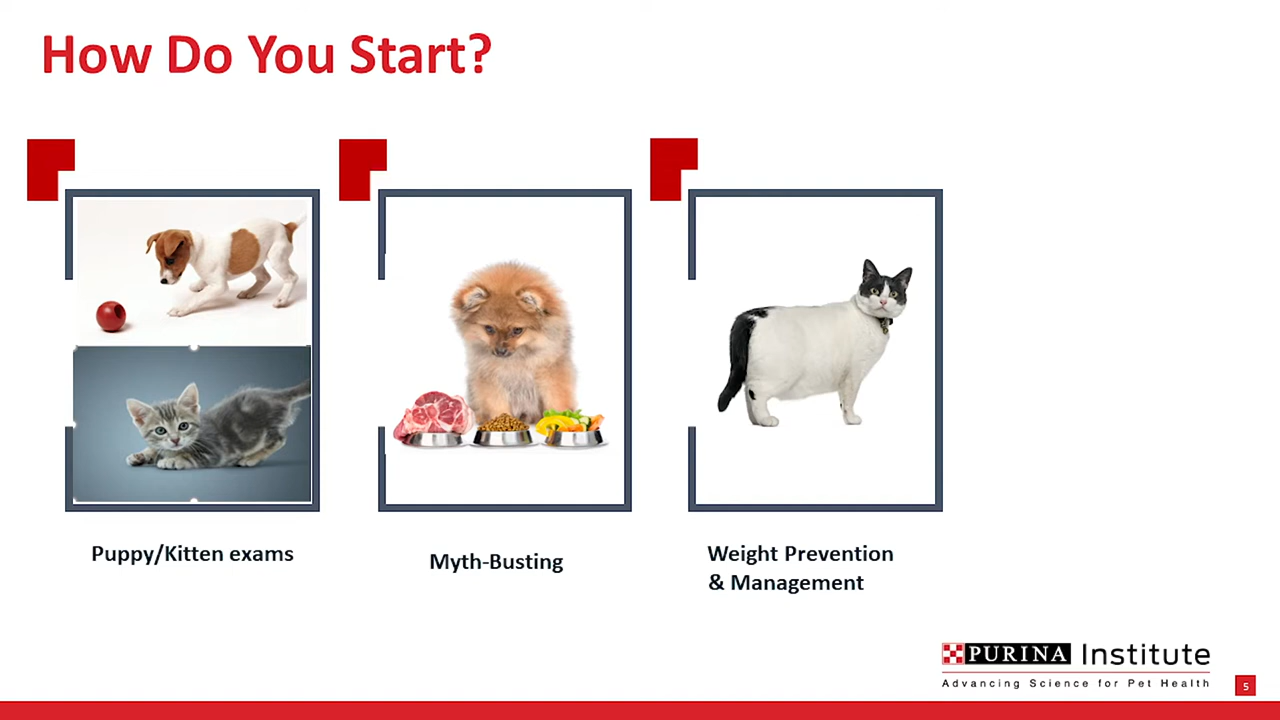 How Do You Start?
Puppy/Kitten exams
Myth-Busting
Weight Prevention
& Management
PURINA Institute
Advancing Science for Pet Health
5